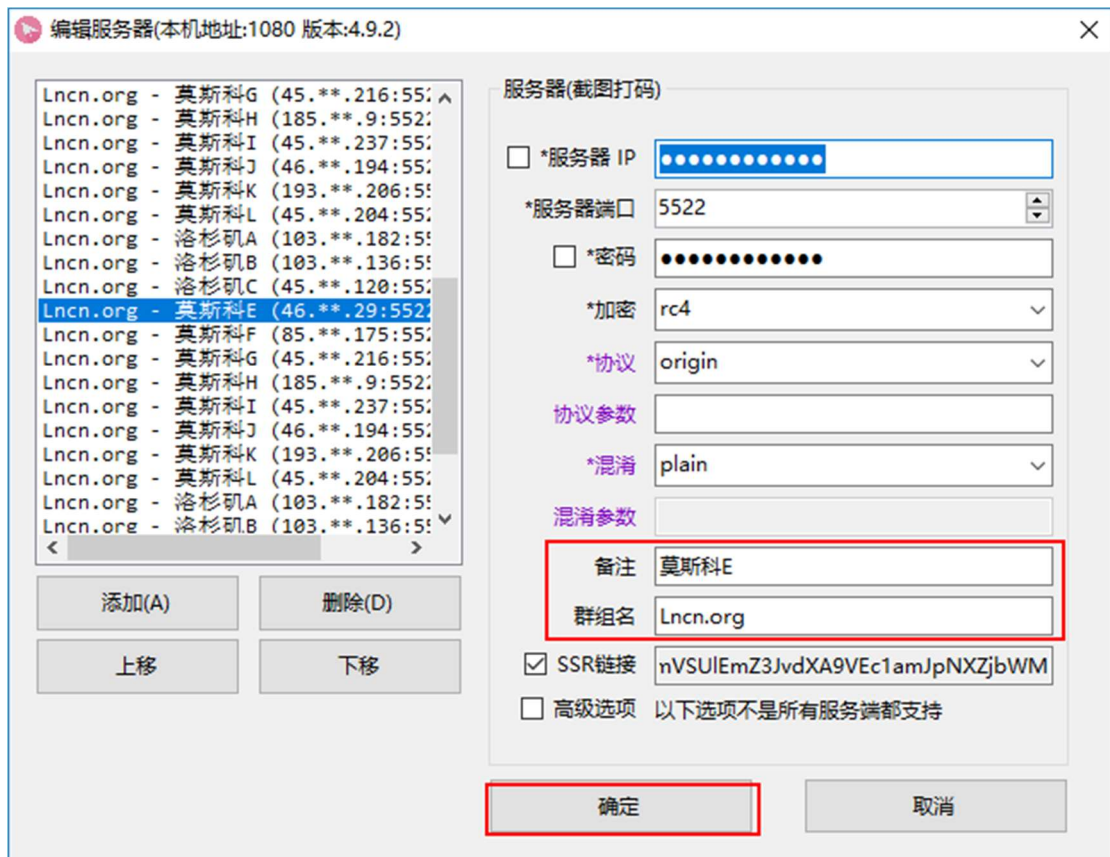 编辑服务器(本机地址:1080 版本:4.9.2)
Lncn.org - 莫斯科G (45.**.216:552
Lncn.org - 莫斯科H (185.**.9:5522
Lncn.org - 莫斯科I (45.**.237:552
Lncn.org - 莫斯科J (46.**.194:552
Lncn.org - 莫斯科K (193.**.206:55
Lncn.org - 莫斯科L (45.**.204:552
Lncn.org - 洛杉矶A (103.**.182:55
Lncn.org - 洛杉矶B (103.**.136:55
Lncn.org - 洛杉矶C (45.**.120:552
Lncn.org - 莫斯科E (46.**.29:5522
Lncn.org - 莫斯科F (85.**.175:552
Lncn.org - 莫斯科G (45.**.216:552
Lncn.org - 莫斯科H (185.**.9:5522
Lncn.org - 莫斯科I (45.**.237:552
Lncn.org - 莫斯科J (46.**.194:552
Lncn.org - 莫斯科K (193.**.206:55
Lncn.org - 莫斯科L (45.**.204:552
Lncn.org - 洛杉矶A (103.**.182:55
Lncn.org - 洛杉矶B (103.**.136:55
添加(A) 删除(D)
上移 下移
服务器(截图打码)
*服务器 IP ●●●●●●●●●●●●
*服务器端口 5522
*密码 ●●●●●●●●●●●●
*加密 rc4
*协议 origin
协议参数
*混淆 plain
混淆参数
备注 莫斯科E
群组名 Lncn.org
SSR链接 nVSUlEmZ3JvdXA9VEc1amJpNXZjbWM
高级选项 以下选项不是所有服务端都支持
确定 取消